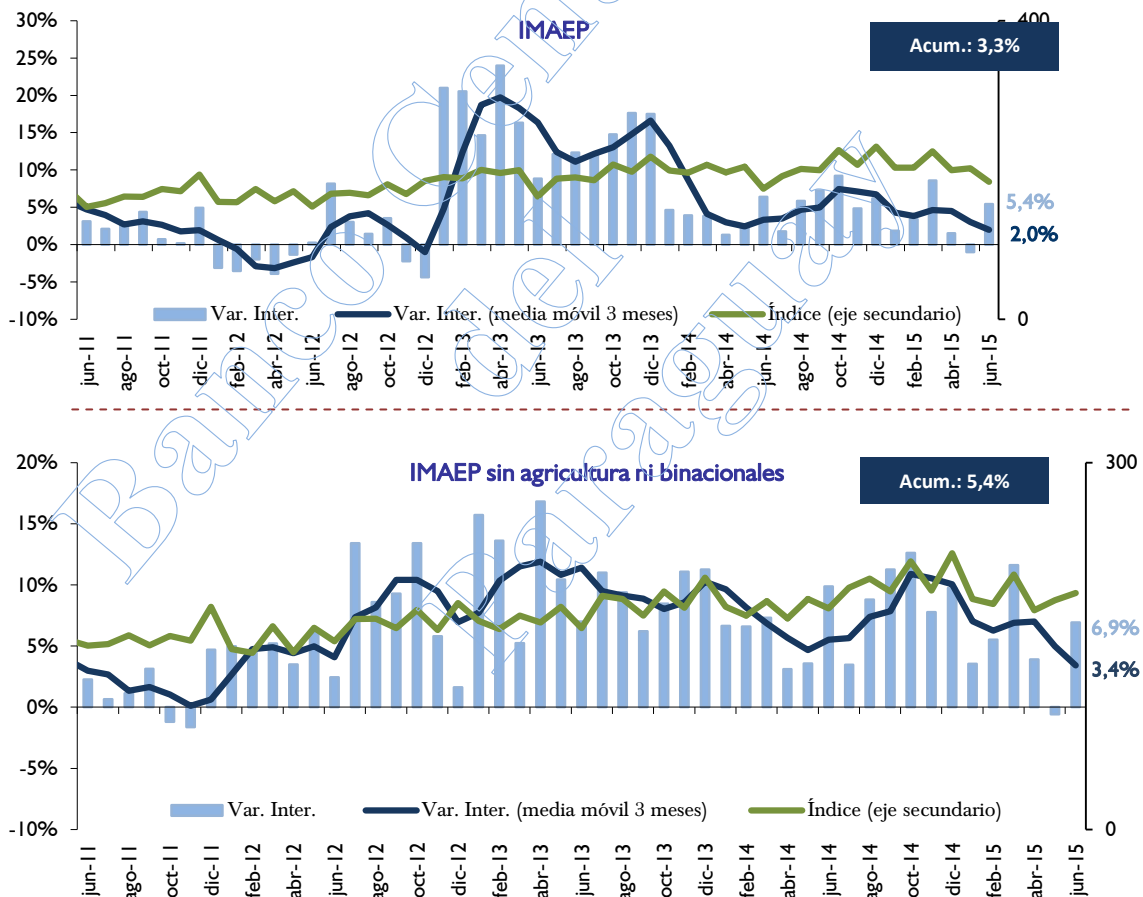 IMAEP
Acum.: 3,3%
30%
25%
20%
15%
10%
5%
0%
-5%
-10%
400
0
5,4%
2,0%
Var. Inter.
Var. Inter. (media móvil 3 meses)
Índice (eje secundario)
jun-11
ago-11
oct-11
dic-11
feb-12
abr-12
jun-12
ago-12
oct-12
dic-12
feb-13
abr-13
jun-13
ago-13
oct-13
dic-13
feb-14
abr-14
jun-14
ago-14
oct-14
dic-14
feb-15
abr-15
jun-15
Banco Central
del
Paraguay
IMAEP sin agricultura ni binacionales
Acum.: 5,4%
20%
15%
10%
5%
0%
-5%
-10%
300
0
6,9%
3,4%
Var. Inter.
Var. Inter. (media móvil 3 meses)
Índice (eje secundario)
jun-11
ago-11
oct-11
dic-11
feb-12
abr-12
jun-12
ago-12
oct-12
dic-12
feb-13
abr-13
jun-13
ago-13
oct-13
dic-13
feb-14
abr-14
jun-14
ago-14
oct-14
dic-14
feb-15
abr-15
jun-15